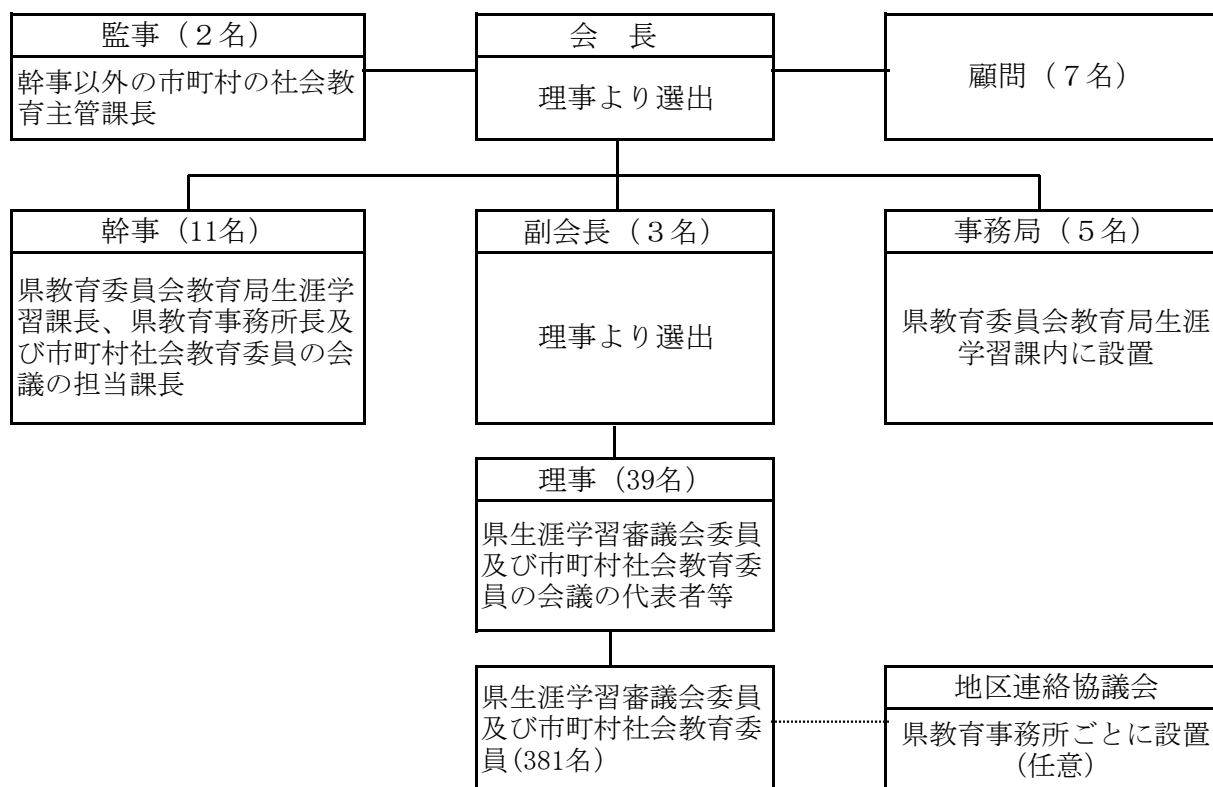 監事（２名）
幹事以外の市町村の社会教
育主管課長
会　長
理事より選出
顧問（７名）
幹事（11名）
県教育委員会教育局生涯学
習課長、県教育事務所長及
び市町村社会教育委員の会
議の担当課長
副会長（３名）
理事より選出
事務局（５名）
県教育委員会教育局生涯
学習課内に設置
理事（39名）
県生涯学習審議会委員
及び市町村社会教育委
員の会議の代表者等
県生涯学習審議会委員
及び市町村社会教育委
員(381名)
地区連絡協議会
県教育事務所ごとに設置
(任意)